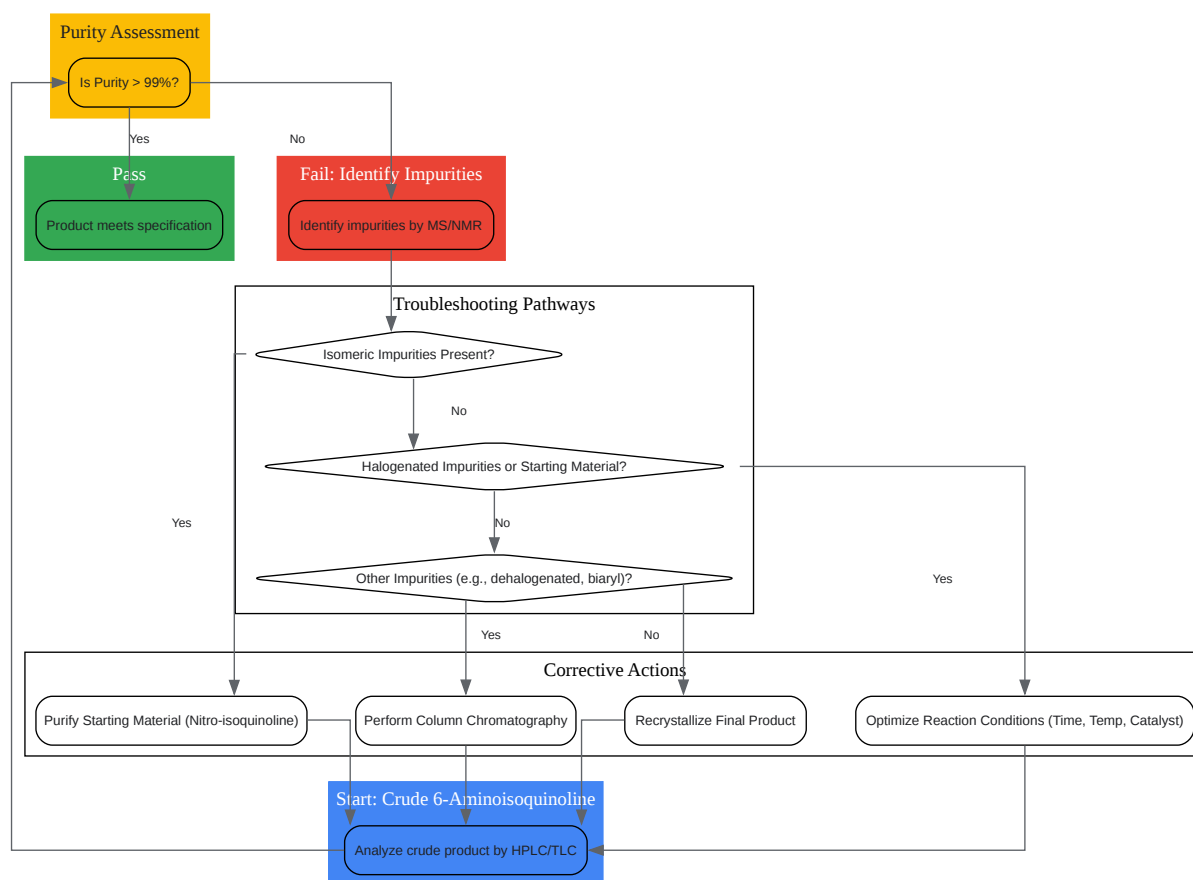 Purity Assessment
Is Purity > 99%?
Yes
No
Pass
Product meets specification
Fail: Identify Impurities
Identify impurities by MS/NMR
Troubleshooting Pathways
Isomeric Impurities Present?
No
Halogenated Impurities or Starting Material?
Yes
No
Other Impurities (e.g., dehalogenated, biaryl)?
Yes
Yes
No
Corrective Actions
Purify Starting Material (Nitro-isoquinoline)
Perform Column Chromatography
Recrystallize Final Product
Optimize Reaction Conditions (Time, Temp, Catalyst)
Start: Crude 6-Aminoisoquinoline
Analyze crude product by HPLC/TLC